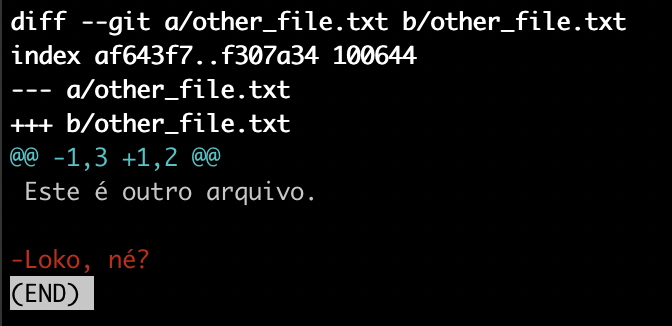 diff --git a/other_file.txt b/other_file.txt
index af643f7..f307a34 100644
--- a/other_file.txt
+++ b/other_file.txt
@@ -1,3 +1,2 @@
 Este é outro arquivo.

-Loko, né?
(END)